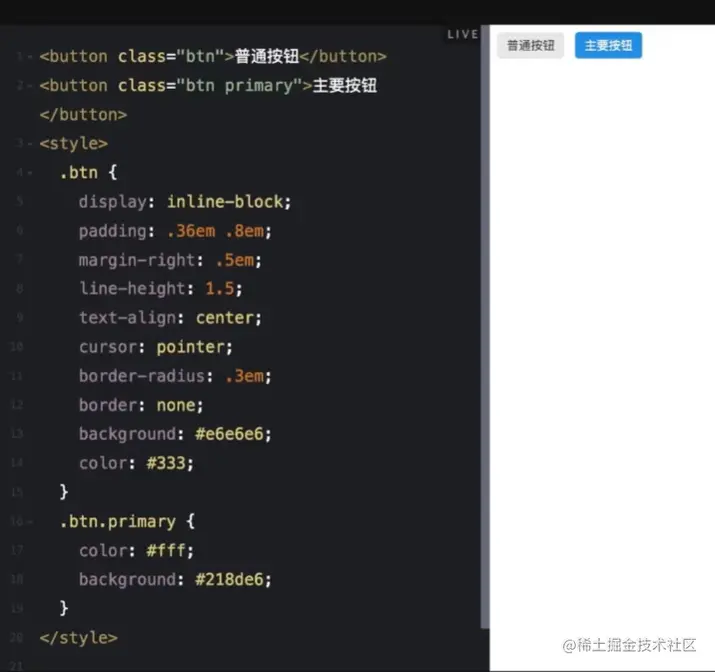 LIVE
普通按钮 主要按钮
1 <button class="btn">普通按钮</button>
2 <button class="btn primary">主要按钮
</button>
3 <style>
4 .btn {
5 display: inline-block;
6 padding: .36em .8em;
7 margin-right: .5em;
8 line-height: 1.5;
9 text-align: center;
10 cursor: pointer;
11 border-radius: .3em;
12 border: none;
13 background: #e6e6e6;
14 color: #333;
15 }
16 .btn.primary {
17 color: #fff;
18 background: #218de6;
19 }
20 </style>
21
@稀土掘金技术社区